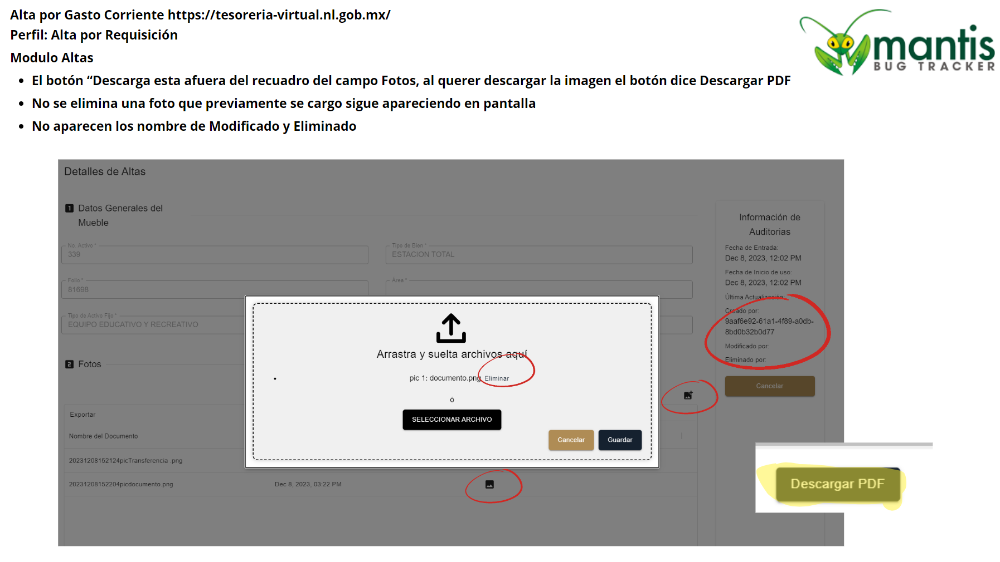 Alta por Gasto Corriente https://tesoreria-virtual.nl.gob.mx/
Perfil: Alta por Requisición
Modulo Altas
• El botón “Descarga esta afuera del recuadro del campo Fotos, al querer descargar la imagen el botón dice Descargar PDF
• No se elimina una foto que previamente se cargo sigue apareciendo en pantalla
• No aparecen los nombre de Modificado y Eliminado
mantis
BUG TRACKER
Detalles de Altas
1 Datos Generales del
Mueble
No. Activo *
339
Tipo de Bien *
ESTACION TOTAL
Folio *
81698
Área *
Tipo de Activo Fijo *
EQUIPO EDUCATIVO Y RECREATIVO
2 Fotos
Exportar
Nombre del Documento
20231208152124picTransferencia .png
20231208152204picdocumento.png
Dec 8, 2023, 03:22 PM
Arrastra y suelta archivos aquí
• pic 1: documento.png Eliminar
ó
SELECCIONAR ARCHIVO
Cancelar
Guardar
Información de
Auditorias
Fecha de Entrada:
Dec 8, 2023, 12:02 PM
Fecha de Inicio de uso:
Dec 8, 2023, 12:02 PM
Última Actualización:
Creado por:
9aaf6e92-61a1-4f89-a0db-
8bd0b32b0d77
Modificado por:
Eliminado por:
Cancelar
Descargar PDF